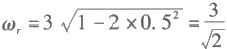 ω_r = 3 √(1 − 2 × 0.5²) = 3/√2